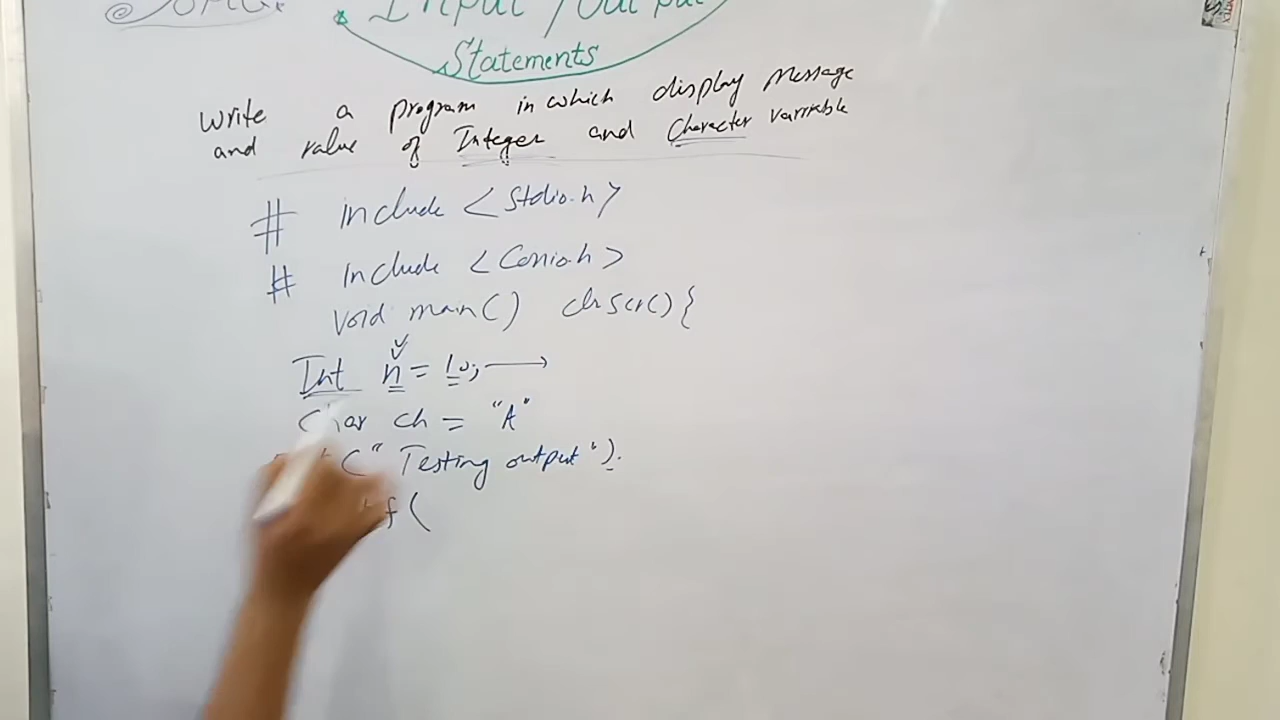 Input / Output
Statements
Write a program in which display Message
and value of Integer and Character varriable
# include <Stdio.h>
# include <Conio.h>
void main() clrscr(){
Int n = 10;
Char ch = "A"
(" Testing output").
f(